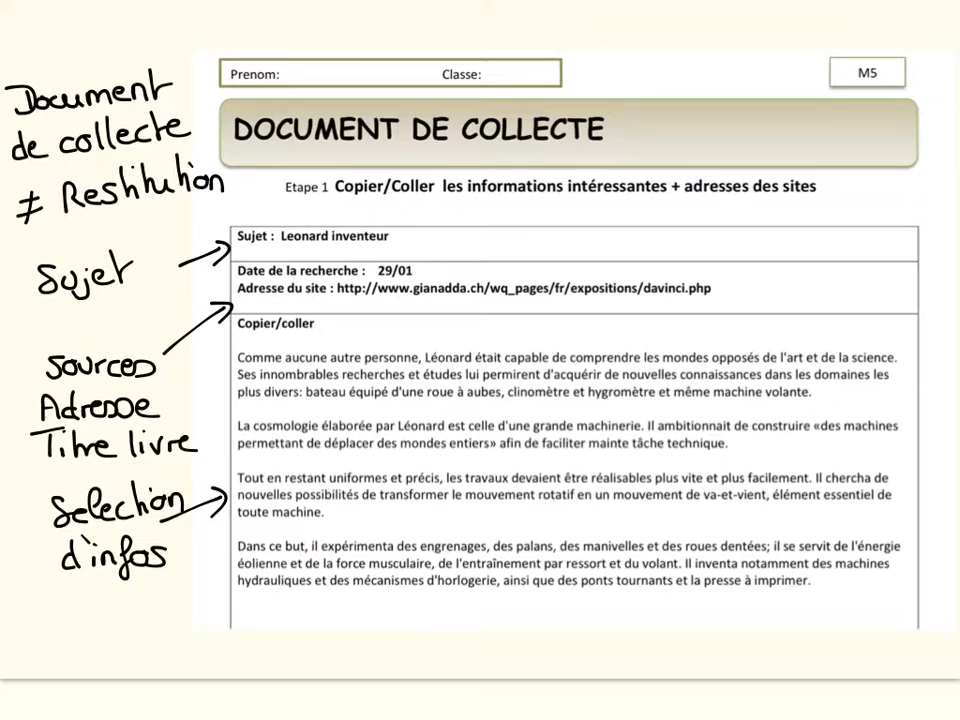 Document
de collecte
≠ Restitution
Sujet
Sources
Adresse
Titre livre
Selection
d'infos
Prenom: Classe:
M5
DOCUMENT DE COLLECTE
Etape 1 Copier/Coller les informations intéressantes + adresses des sites
Sujet : Leonard inventeur
Date de la recherche : 29/01
Adresse du site : http://www.gianadda.ch/wq_pages/fr/expositions/davinci.php
Copier/coller
Comme aucune autre personne, Léonard était capable de comprendre les mondes opposés de l'art et de la science.
Ses innombrables recherches et études lui permirent d'acquérir de nouvelles connaissances dans les domaines les
plus divers: bateau équipé d'une roue à aubes, clinomètre et hygromètre et même machine volante.
La cosmologie élaborée par Léonard est celle d'une grande machinerie. Il ambitionnait de construire «des machines
permettant de déplacer des mondes entiers» afin de faciliter mainte tâche technique.
Tout en restant uniformes et précis, les travaux devaient être réalisables plus vite et plus facilement. Il chercha de
nouvelles possibilités de transformer le mouvement rotatif en un mouvement de va-et-vient, élément essentiel de
toute machine.
Dans ce but, il expérimenta des engrenages, des palans, des manivelles et des roues dentées; il se servit de l'énergie
éolienne et de la force musculaire, de l'entraînement par ressort et du volant. Il inventa notamment des machines
hydrauliques et des mécanismes d'horlogerie, ainsi que des ponts tournants et la presse à imprimer.